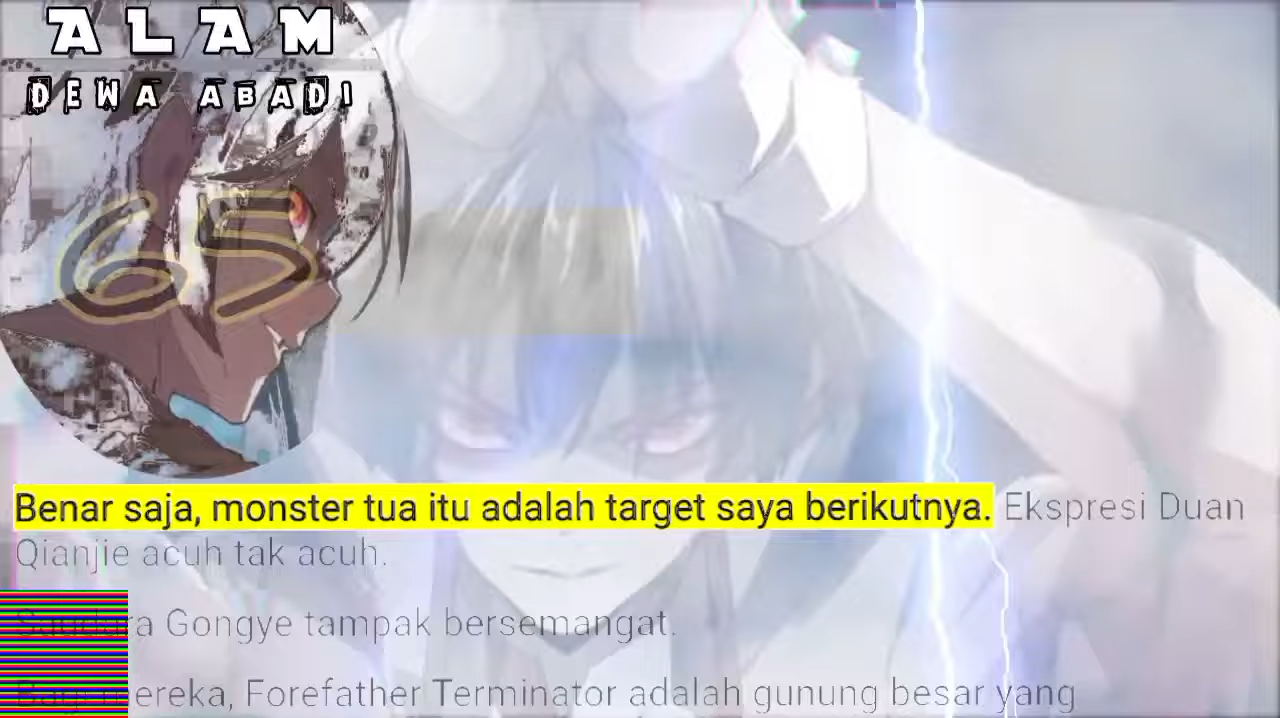 ALAM
DEWA ABADI
65
Benar saja, monster tua itu adalah target saya berikutnya. Ekspresi Duan
Qianjie acuh tak acuh.
Saudara Gongye tampak bersemangat.
Bagi mereka, Forefather Terminator adalah gunung besar yang